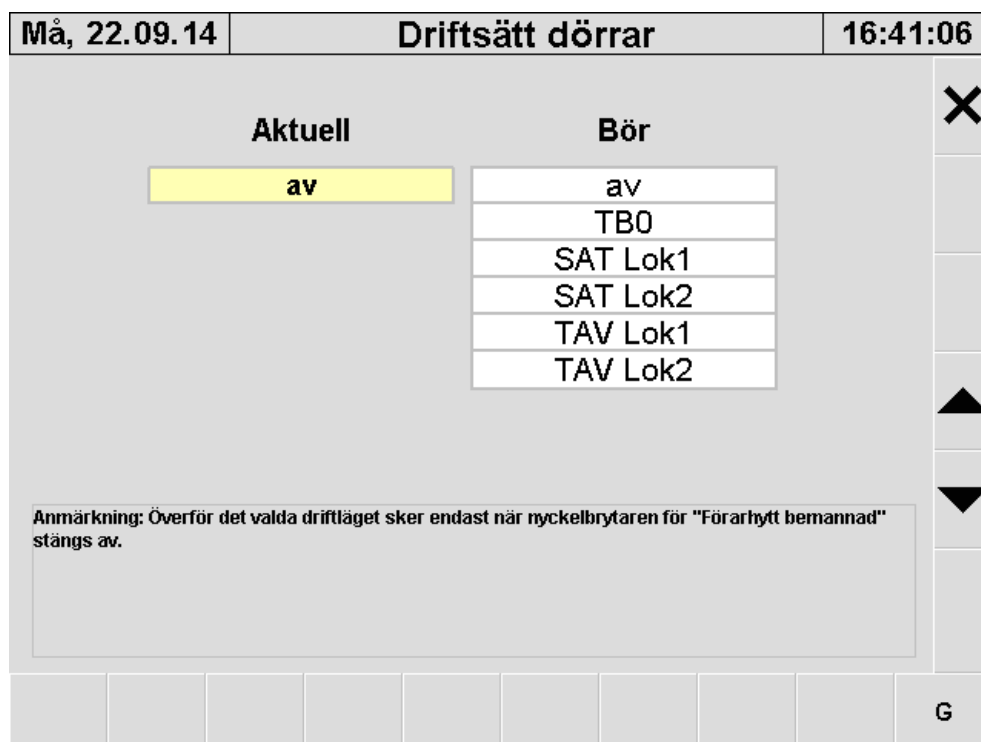 Må, 22.09.14
Driftsätt dörrar
16:41:06
Aktuell
Bör
av
av
TB0
SAT Lok1
SAT Lok2
TAV Lok1
TAV Lok2
Anmärkning: Överför det valda driftläget sker endast när nyckelbrytaren för "Förarhytt bemannad"
stängs av.
G